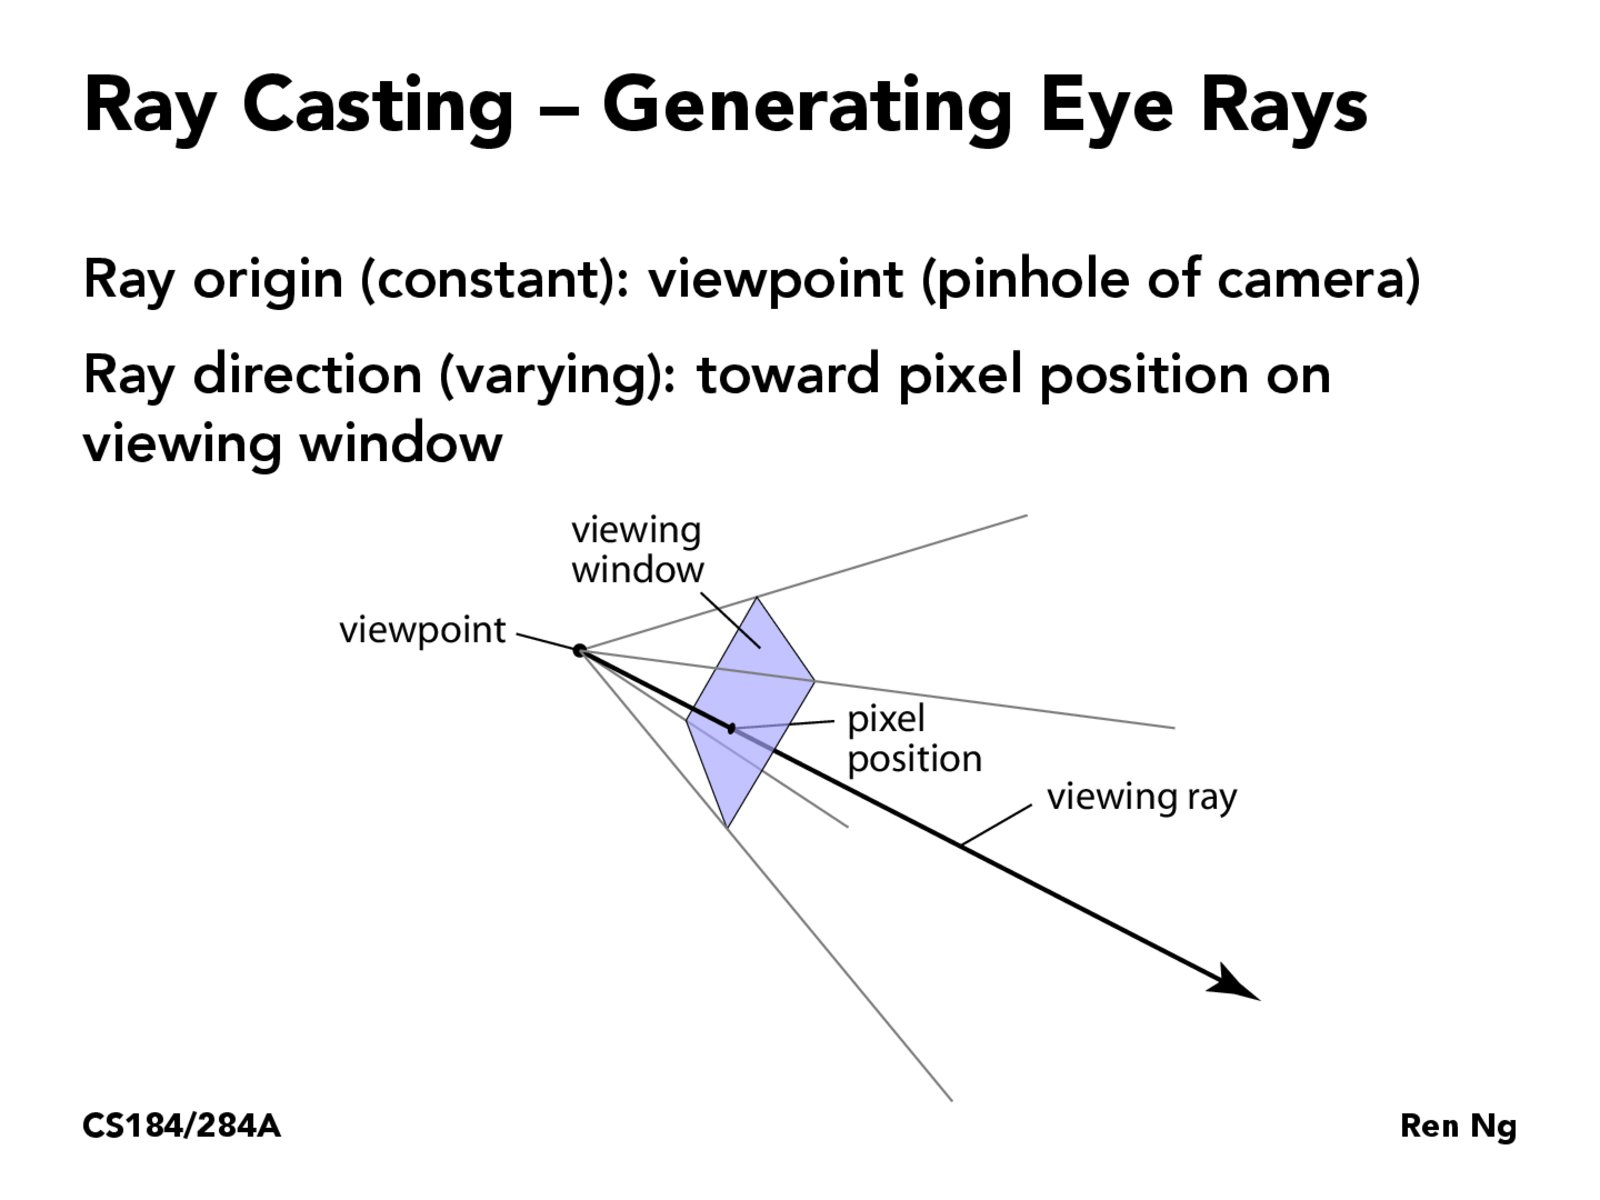 Ray Casting – Generating Eye Rays
Ray origin (constant): viewpoint (pinhole of camera)
Ray direction (varying): toward pixel position on
viewing window
viewing
window
viewpoint
pixel
position
viewing ray
CS184/284A
Ren Ng